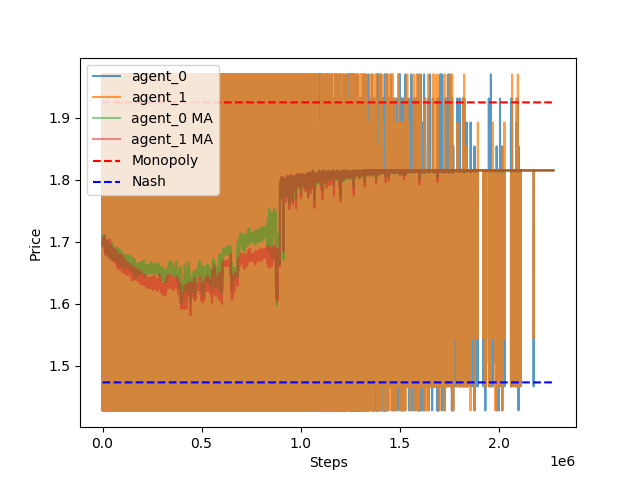 agent_0
agent_1
agent_0 MA
agent_1 MA
Monopoly
Nash
1.9
1.8
1.7
1.6
1.5
Price
0.0 0.5 1.0 1.5 2.0
1e6
Steps